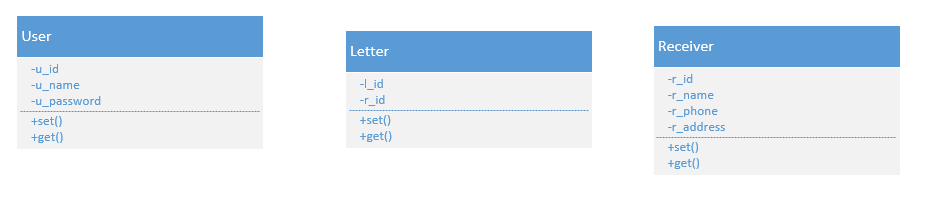 User
-u_id
-u_name
-u_password
+set()
+get()
Letter
-l_id
-r_id
+set()
+get()
Receiver
-r_id
-r_name
-r_phone
-r_address
+set()
+get()